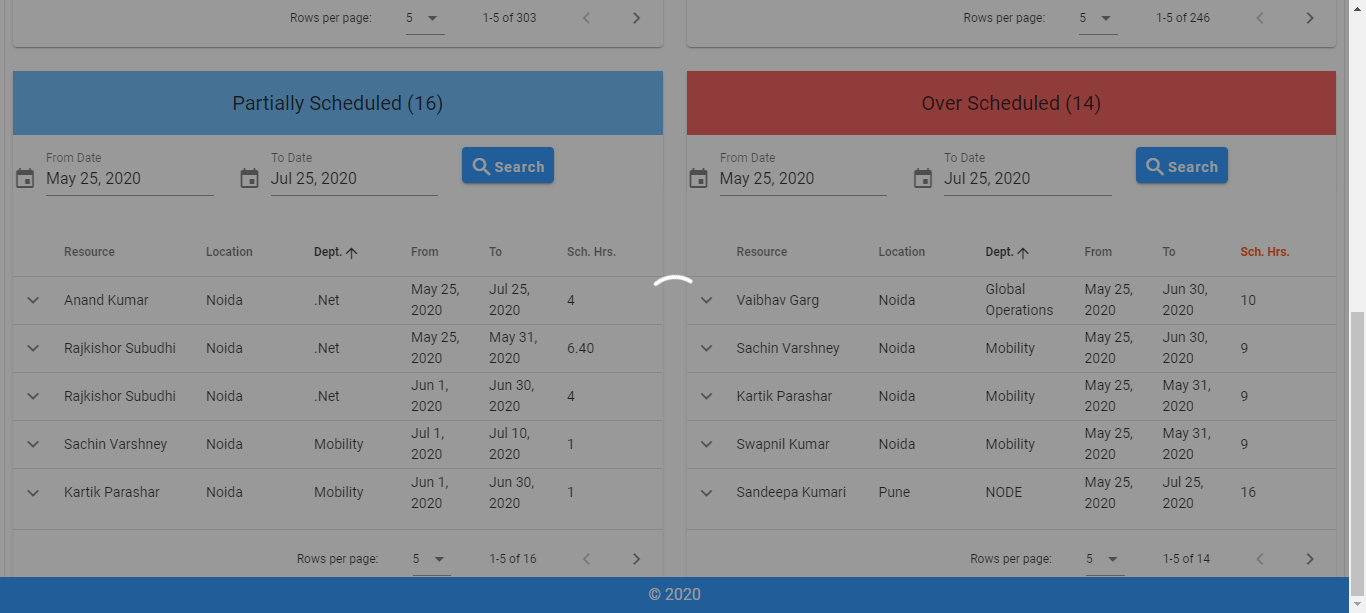 Rows per page: 5 1-5 of 303
Rows per page: 5 1-5 of 246
Partially Scheduled (16)
From Date
To Date
May 25, 2020
Jul 25, 2020
Search
Resource Location Dept. From To Sch. Hrs.
Anand Kumar Noida .Net May 25, 2020 Jul 25, 2020 4
Rajkishor Subudhi Noida .Net May 25, 2020 May 31, 2020 6.40
Rajkishor Subudhi Noida .Net Jun 1, 2020 Jun 30, 2020 4
Sachin Varshney Noida Mobility Jul 1, 2020 Jul 10, 2020 1
Kartik Parashar Noida Mobility Jun 1, 2020 Jun 30, 2020 1
Rows per page: 5 1-5 of 16
Over Scheduled (14)
From Date
To Date
May 25, 2020
Jul 25, 2020
Search
Resource Location Dept. From To Sch. Hrs.
Vaibhav Garg Noida Global Operations May 25, 2020 Jun 30, 2020 10
Sachin Varshney Noida Mobility May 25, 2020 Jun 30, 2020 9
Kartik Parashar Noida Mobility May 25, 2020 May 31, 2020 9
Swapnil Kumar Noida Mobility May 25, 2020 May 31, 2020 9
Sandeepa Kumari Pune NODE May 25, 2020 Jul 25, 2020 16
Rows per page: 5 1-5 of 14
© 2020